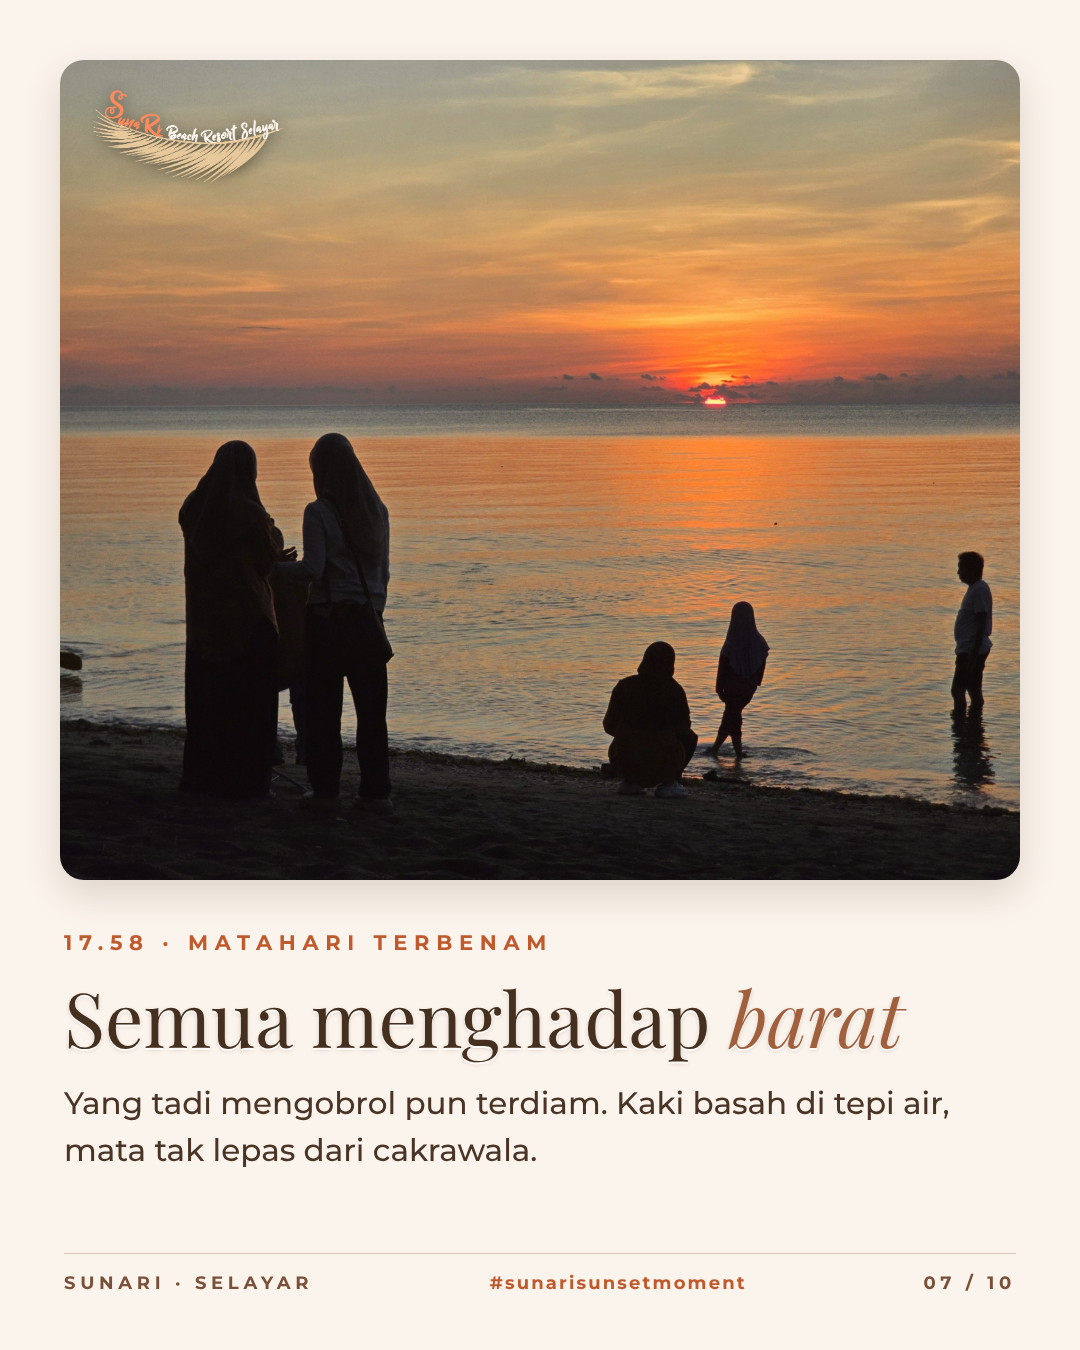 SunaRi Beach Resort Selayar
17.58 · MATAHARI TERBENAM
Semua menghadap barat
Yang tadi mengobrol pun terdiam. Kaki basah di tepi air,
mata tak lepas dari cakrawala.
SUNARI · SELAYAR
#sunarisunsetmoment
07 / 10